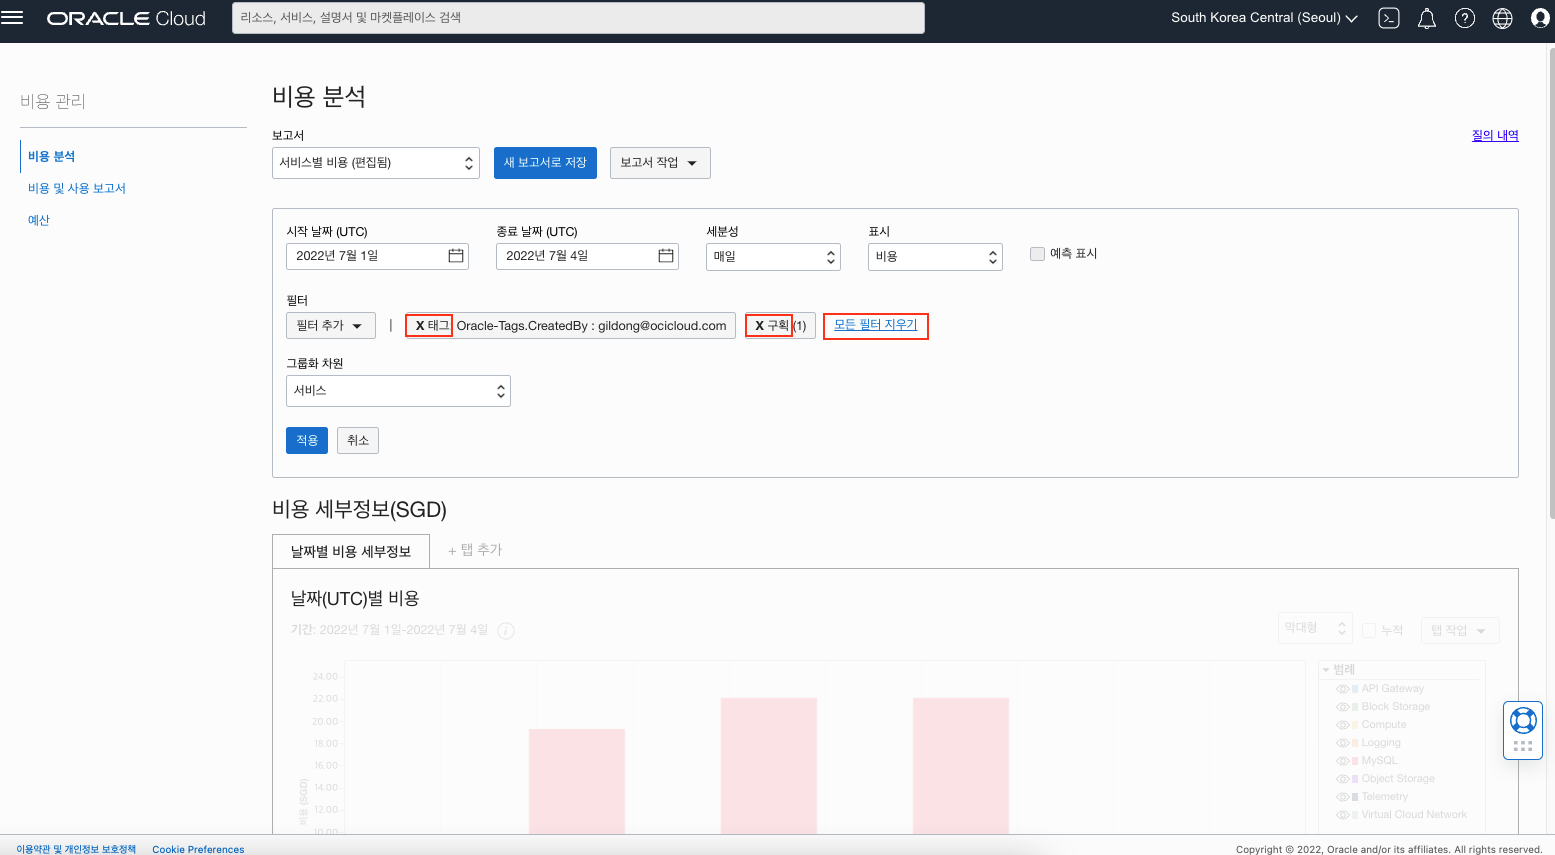 ORACLE Cloud
리소스, 서비스, 설명서 및 마켓플레이스 검색
South Korea Central (Seoul)
비용 관리
비용 분석
비용 및 사용 보고서
예산
비용 분석
질의 내역
보고서
서비스별 비용 (편집됨)
새 보고서로 저장
보고서 작업
시작 날짜 (UTC)
종료 날짜 (UTC)
세분성
표시
2022년 7월 1일
2022년 7월 4일
매일
비용
예측 표시
필터
필터 추가
|
X 태그 Oracle-Tags.CreatedBy : gildong@ocicloud.com
X 구획 (1)
모든 필터 지우기
그룹화 차원
서비스
적용
취소
비용 세부정보(SGD)
날짜별 비용 세부정보
+ 탭 추가
날짜(UTC)별 비용
기간: 2022년 7월 1일-2022년 7월 4일
막대형
누적
탭 작업
24.00
22.00
20.00
18.00
16.00
14.00
12.00
10.00
비용 (SGD)
범례
API Gateway
Block Storage
Compute
Logging
MySQL
Object Storage
Telemetry
Virtual Cloud Network
이용약관 및 개인정보 보호정책
Cookie Preferences
Copyright © 2022, Oracle and/or its affiliates. All rights reserved.